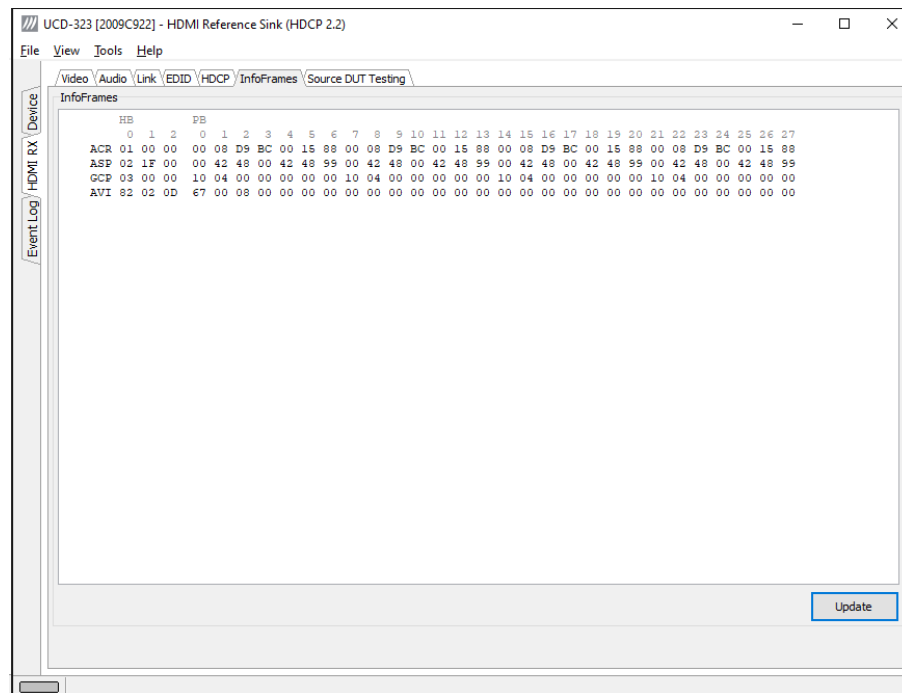 UCD-323 [2009C922] - HDMI Reference Sink (HDCP 2.2)
File View Tools Help
Device
HDMI RX
Event Log
Video Audio Link EDID HDCP InfoFrames Source DUT Testing
InfoFrames
HB PB
0 1 2 0 1 2 3 4 5 6 7 8 9 10 11 12 13 14 15 16 17 18 19 20 21 22 23 24 25 26 27
ACR 01 00 00 00 08 D9 BC 00 15 88 00 08 D9 BC 00 15 88 00 08 D9 BC 00 15 88 00 08 D9 BC 00 15 88
ASP 02 1F 00 00 42 48 00 42 48 99 00 42 48 00 42 48 99 00 42 48 00 42 48 99 00 42 48 00 42 48 99
GCP 03 00 00 10 04 00 00 00 00 00 10 04 00 00 00 00 00 10 04 00 00 00 00 00 10 04 00 00 00 00 00
AVI 82 02 0D 67 00 08 00 00 00 00 00 00 00 00 00 00 00 00 00 00 00 00 00 00 00 00 00 00 00 00 00
Update